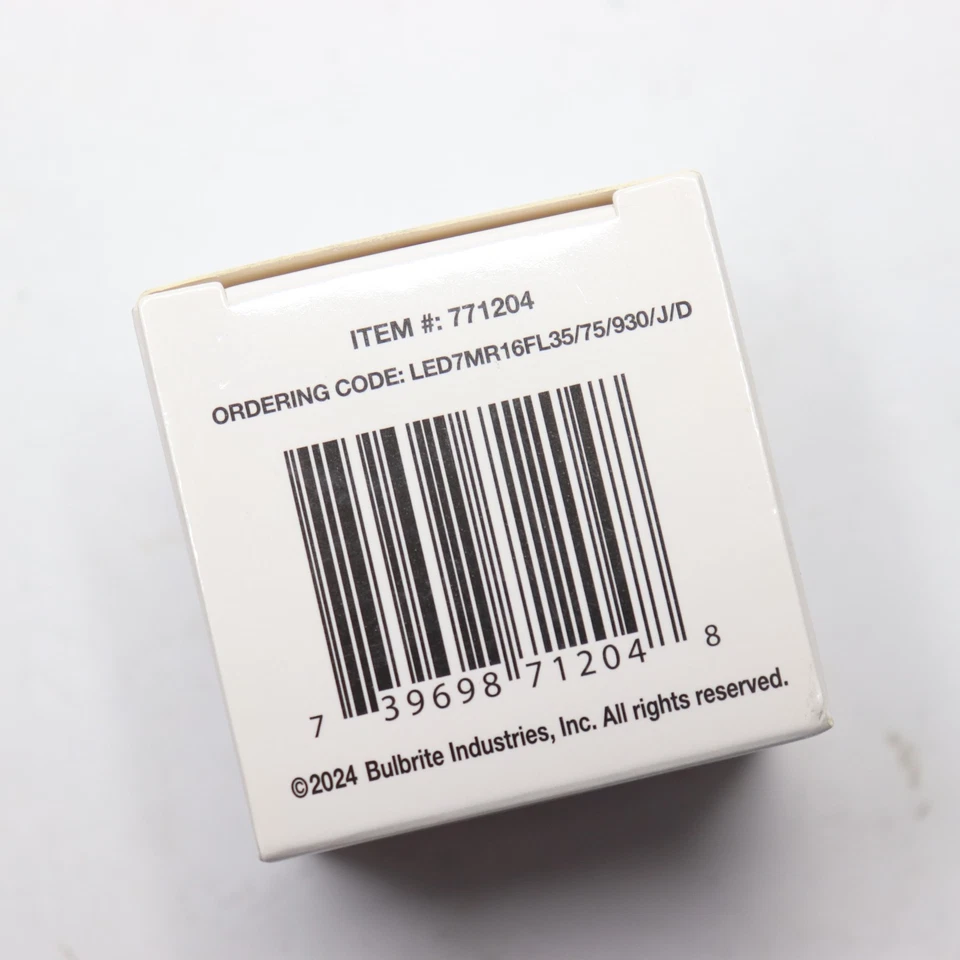 ITEM #: 771204
ORDERING CODE: LED7MR16FL35/75/930/J/D
7 39698 71204 8
©2024 Bulbrite Industries, Inc. All rights reserved.